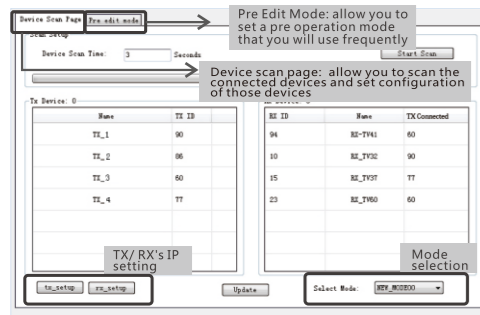 Device Scan Page Pre edit mode
Pre Edit Mode: allow you to
set a pre operation mode
that you will use frequently
Scan Setup
Device Scan Time: 3 Seconds
Start Scan
Device scan page: allow you to scan the
connected devices and set configuration
of those devices
Tx Device: 0
Name TX ID
TX_1 90
TX_2 86
TX_3 60
TX_4 77
RX ID Name TX Connected
94 RX-TV41 60
10 RX_TV32 90
15 RX_TV37 77
23 RX_TV60 60
TX/ RX's IP
setting
Mode
selection
tx_setup rx_setup
Update
Select Mode: NEW_MODE00